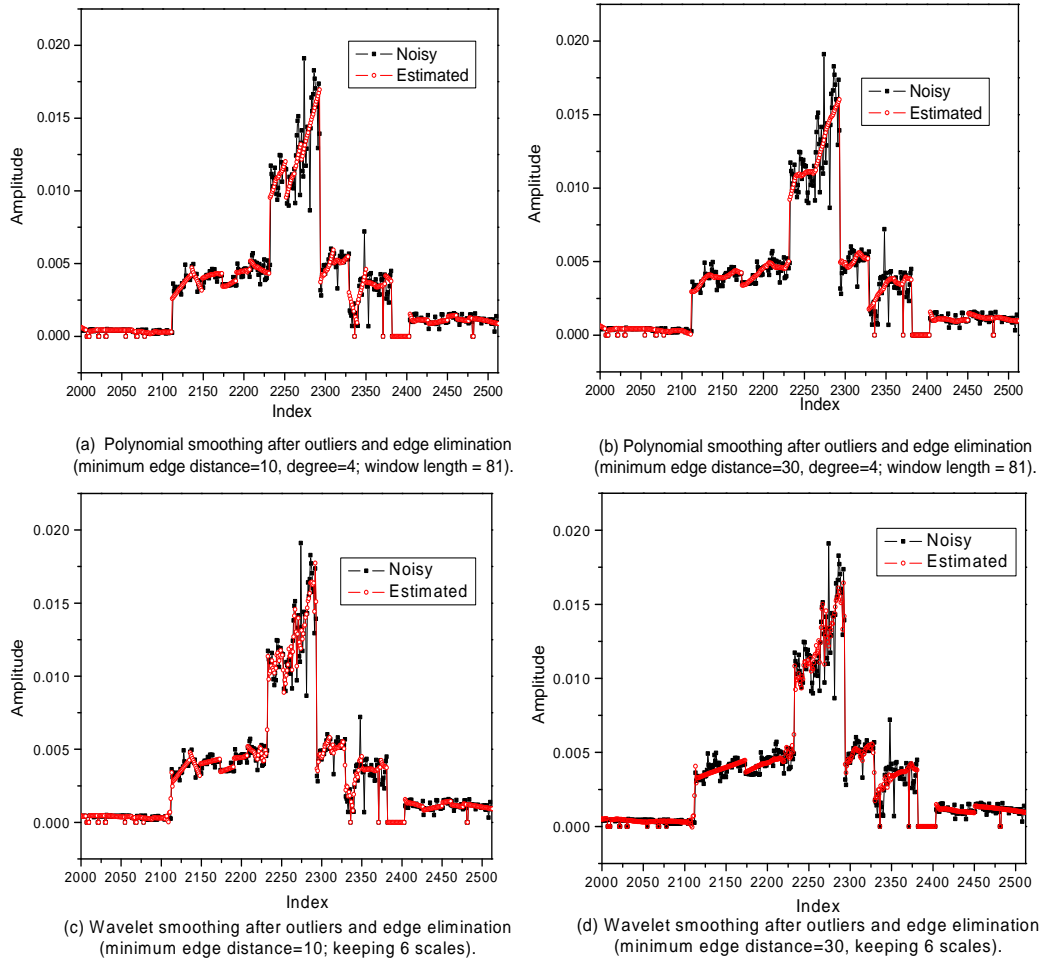 0.020
0.015
0.010
0.005
0.000
Amplitude
Noisy
Estimated
2000 2050 2100 2150 2200 2250 2300 2350 2400 2450 2500
Index
(a) Polynomial smoothing after outliers and edge elimination
(minimum edge distance=10, degree=4; window length = 81).
0.020
0.015
0.010
0.005
0.000
Amplitude
Noisy
Estimated
2000 2050 2100 2150 2200 2250 2300 2350 2400 2450 2500
Index
(b) Polynomial smoothing after outliers and edge elimination
(minimum edge distance=30, degree=4; window length = 81).
0.020
0.015
0.010
0.005
0.000
Amplitude
Noisy
Estimated
2000 2050 2100 2150 2200 2250 2300 2350 2400 2450 2500
Index
(c) Wavelet smoothing after outliers and edge elimination
(minimum edge distance=10; keeping 6 scales).
0.020
0.015
0.010
0.005
0.000
Amplitude
Noisy
Estimated
2000 2050 2100 2150 2200 2250 2300 2350 2400 2450 2500
Index
(d) Wavelet smoothing after outliers and edge elimination
(minimum edge distance=30, keeping 6 scales).